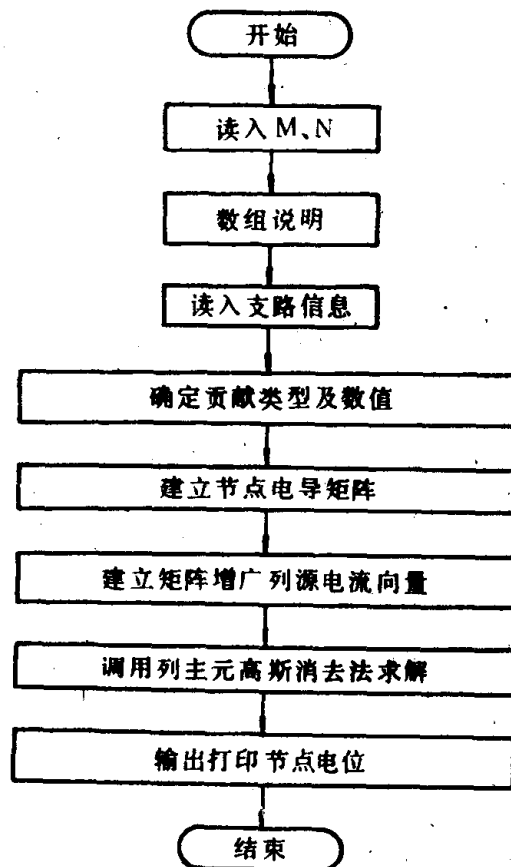 开始
读入M、N
数组说明
读入支路信息
确定贡献类型及数值
建立节点电导矩阵
建立矩阵增广列源电流向量
调用列主元高斯消去法求解
输出打印节点电位
结束